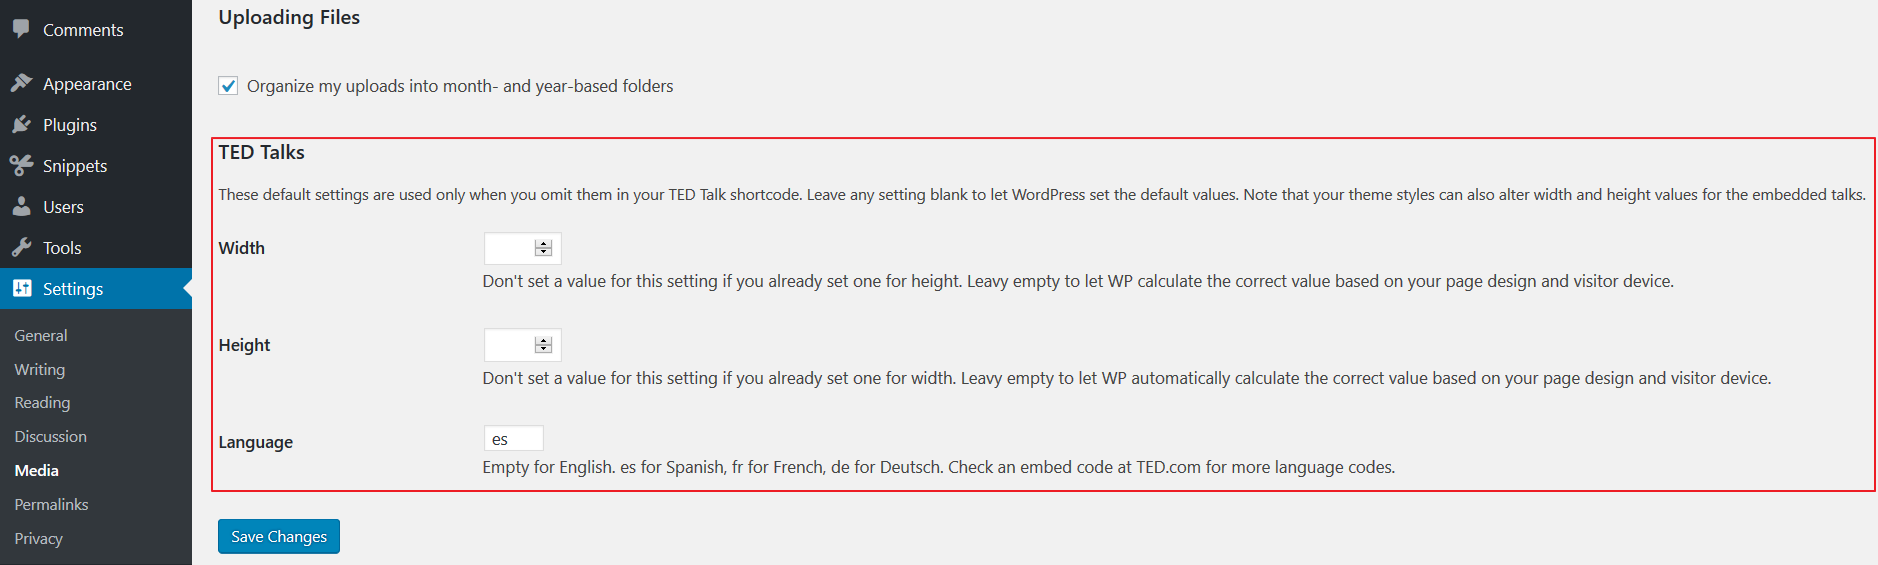 Comments
Appearance
Plugins
Snippets
Users
Tools
Settings
General
Writing
Reading
Discussion
Media
Permalinks
Privacy
Uploading Files
Organize my uploads into month- and year-based folders
TED Talks
These default settings are used only when you omit them in your TED Talk shortcode. Leave any setting blank to let WordPress set the default values. Note that your theme styles can also alter width and height values for the embedded talks.
Width
Don't set a value for this setting if you already set one for height. Leavy empty to let WP calculate the correct value based on your page design and visitor device.
Height
Don't set a value for this setting if you already set one for width. Leavy empty to let WP automatically calculate the correct value based on your page design and visitor device.
Language
es
Empty for English. es for Spanish, fr for French, de for Deutsch. Check an embed code at TED.com for more language codes.
Save Changes